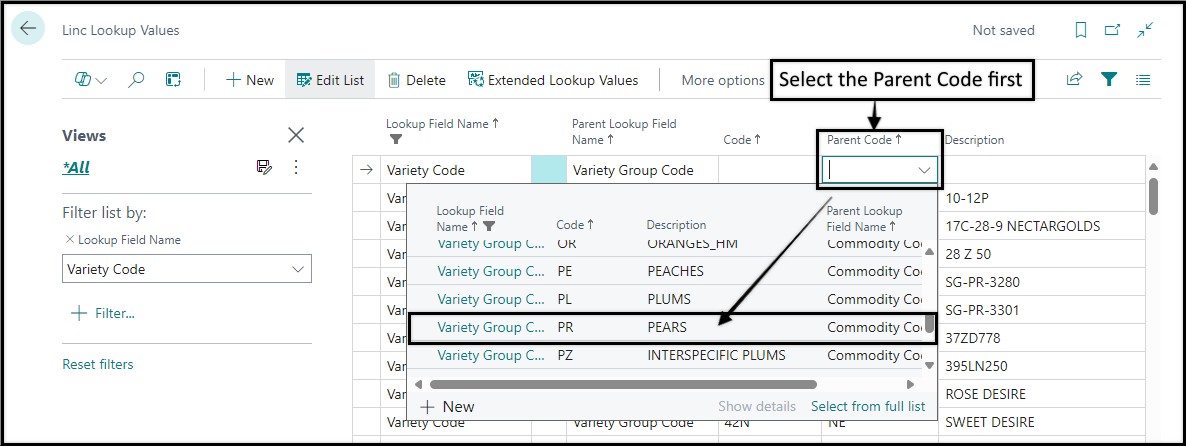 Linc Lookup Values
Not saved
New
Edit List
Delete
Extended Lookup Values
More options
Select the Parent Code first
Views
*All
Filter list by:
× Lookup Field Name
Variety Code
Filter...
Reset filters
Lookup Field Name ↑
Parent Lookup Field
Name ↑
Code ↑
Parent Code ↑
Description
Variety Code
Variety Group Code
Var
10-12P
Var
17C-28-9 NECTARGOLDS
Var
28 Z 50
Var
SG-PR-3280
Var
SG-PR-3301
Var
37ZD778
Var
395LN250
Var
ROSE DESIRE
Variety Code
Variety Group Code
42N
NE
SWEET DESIRE
Lookup Field
Name ↑
Code ↑
Description
Parent Lookup
Field Name ↑
Variety Group C...
OR
ORANGES_HM
Commodity Co
Variety Group C...
PE
PEACHES
Commodity Co
Variety Group C...
PL
PLUMS
Commodity Co
Variety Group C...
PR
PEARS
Commodity Co
Variety Group C...
PZ
INTERSPECIFIC PLUMS
Commodity Co
New
Show details
Select from full list